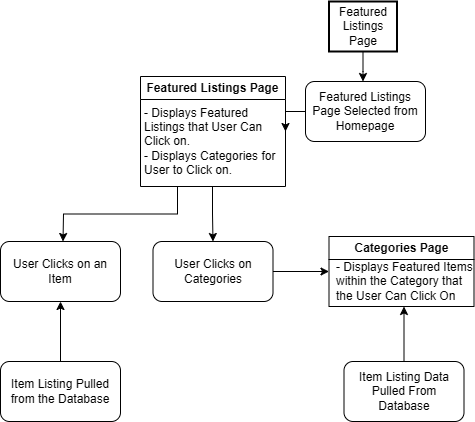 Featured
Listings
Page
Featured Listings Page
- Displays Featured
Listings that User Can
Click on.
- Displays Categories for
User to Click on.
Featured Listings
Page Selected from
Homepage
User Clicks on an
Item
User Clicks on
Categories
Categories Page
- Displays Featured Items
within the Category that
the User Can Click On
Item Listing Pulled
from the Database
Item Listing Data
Pulled From
Database